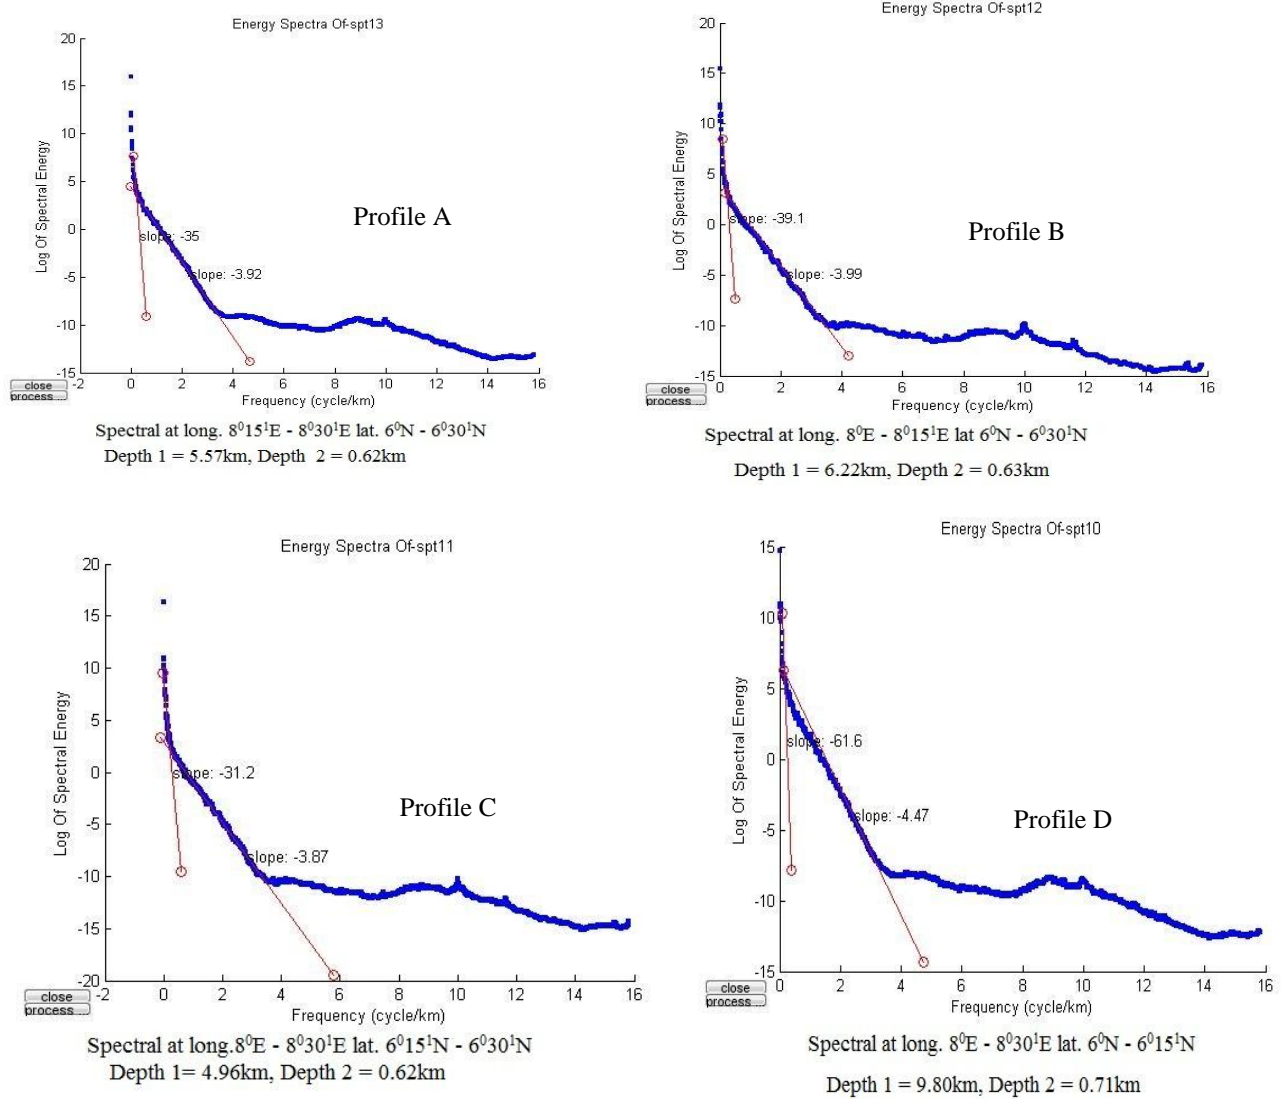 Energy Spectra Of-spt13
20
15
10
5
0
-5
-10
-15
Log Of Spectral Energy
Profile A
slope: -35
slope: -3.92
close
process ...
-2 0 2 4 6 8 10 12 14 16
Frequency (cycle/km)
Spectral at long. 8⁰15¹E - 8⁰30¹E lat. 6⁰N - 6⁰30¹N
Depth 1 = 5.57km, Depth 2 = 0.62km
Energy Spectra Of-spt12
20
15
10
5
0
-5
-10
-15
Log Of Spectral Energy
Profile B
slope: -39.1
slope: -3.99
close
process ...
0 2 4 6 8 10 12 14 16
Frequency (cycle/km)
Spectral at long. 8⁰E - 8⁰15¹E lat 6⁰N - 6⁰30¹N
Depth 1 = 6.22km, Depth 2 = 0.63km
Energy Spectra Of-spt11
20
15
10
5
0
-5
-10
-15
-20
Log Of Spectral Energy
slope: -31.2
Profile C
slope: -3.87
close
process ...
-2 0 2 4 6 8 10 12 14 16
Frequency (cycle/km)
Spectral at long.8⁰E - 8⁰30¹E lat. 6⁰15¹N - 6⁰30¹N
Depth 1= 4.96km, Depth 2 = 0.62km
Energy Spectra Of-spt10
15
10
5
0
-5
-10
-15
Log Of Spectral Energy
slope: -61.6
slope: -4.47
Profile D
close
process ...
0 2 4 6 8 10 12 14 16
Frequency (cycle/km)
Spectral at long. 8⁰E - 8⁰30¹E lat. 6⁰N - 6⁰15¹N
Depth 1 = 9.80km, Depth 2 = 0.71km